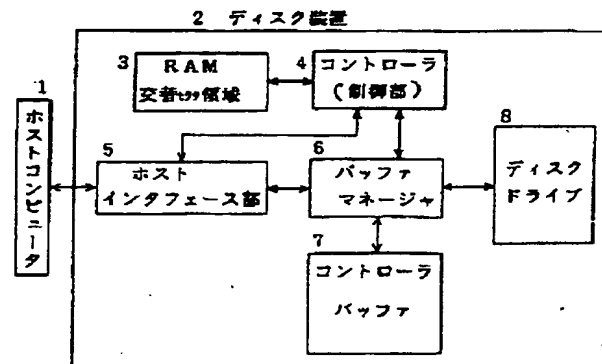 2 ディスク装置
3
RAM
交替セクタ領域
4
コントローラ
(制御部)
1
ホストコンピュータ
5
ホスト
インタフェース部
6
バッファ
マネージャ
8
ディスク
ドライブ
7
コントローラ
バッファ